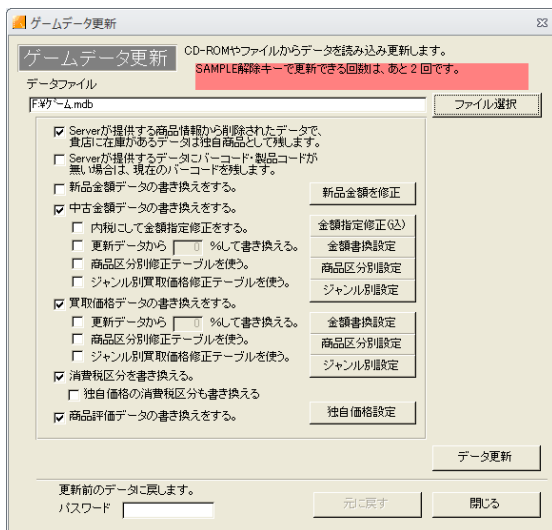 ゲームデータ更新
ゲームデータ更新
CD-ROMやファイルからデータを読み込み更新します。
SAMPLE解除キーで更新できる回数は、あと 2 回です。
データファイル
F:¥ゲーム.mdb
ファイル選択
Serverが提供する商品情報から削除されたデータで、
貴店に在庫があるデータは独自商品として残します。
Serverが提供するデータにバーコード・製品コードが
無い場合は、現在のバーコードを残します。
新品金額データの書き換えをする。
新品金額を修正
中古金額データの書き換えをする。
内税にして金額指定修正をする。
金額指定修正(込)
更新データから 0 %して書き換える。
金額書換設定
商品区分別修正テーブルを使う。
商品区分別設定
ジャンル別買取価格修正テーブルを使う。
ジャンル別設定
買取価格データの書き換えをする。
更新データから 0 %して書き換える。
金額書換設定
商品区分別修正テーブルを使う。
商品区分別設定
ジャンル別買取価格修正テーブルを使う。
ジャンル別設定
消費税区分を書き換える。
独自価格の消費税区分も書き換える
商品評価データの書き換えをする。
独自価格設定
データ更新
更新前のデータに戻します。
パスワード
元に戻す
閉じる